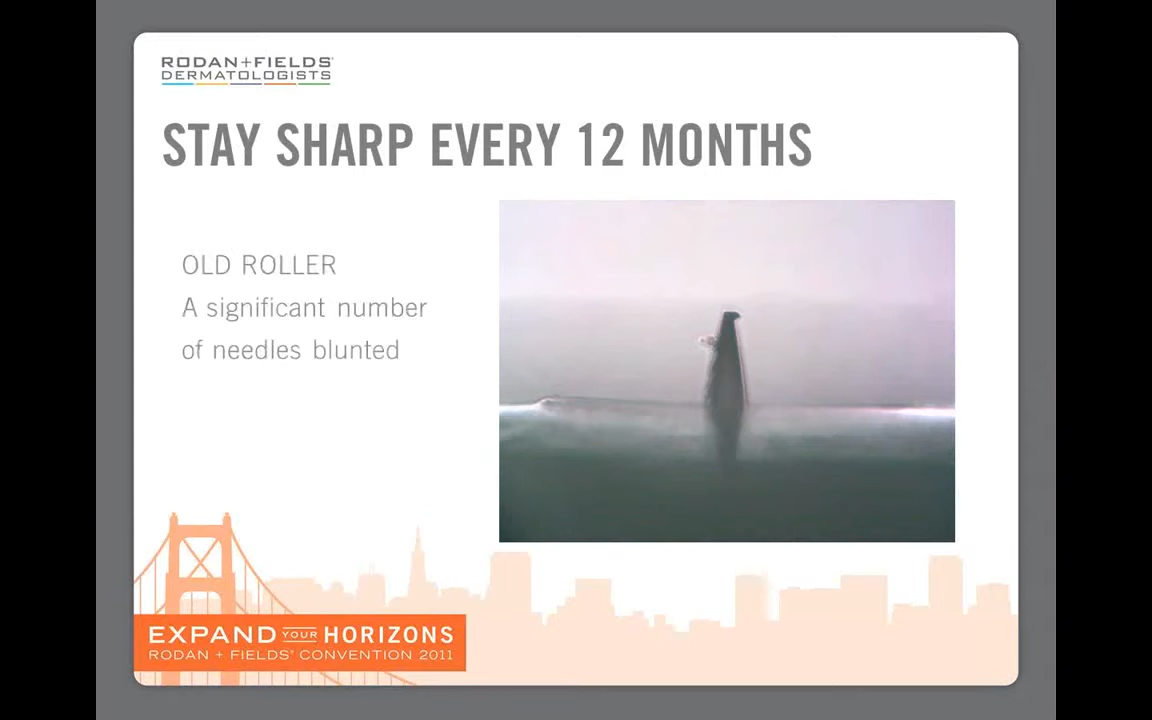 RODAN+FIELDS®
DERMATOLOGISTS
STAY SHARP EVERY 12 MONTHS
OLD ROLLER
A significant number
of needles blunted
EXPAND YOUR HORIZONS
RODAN + FIELDS® CONVENTION 2011